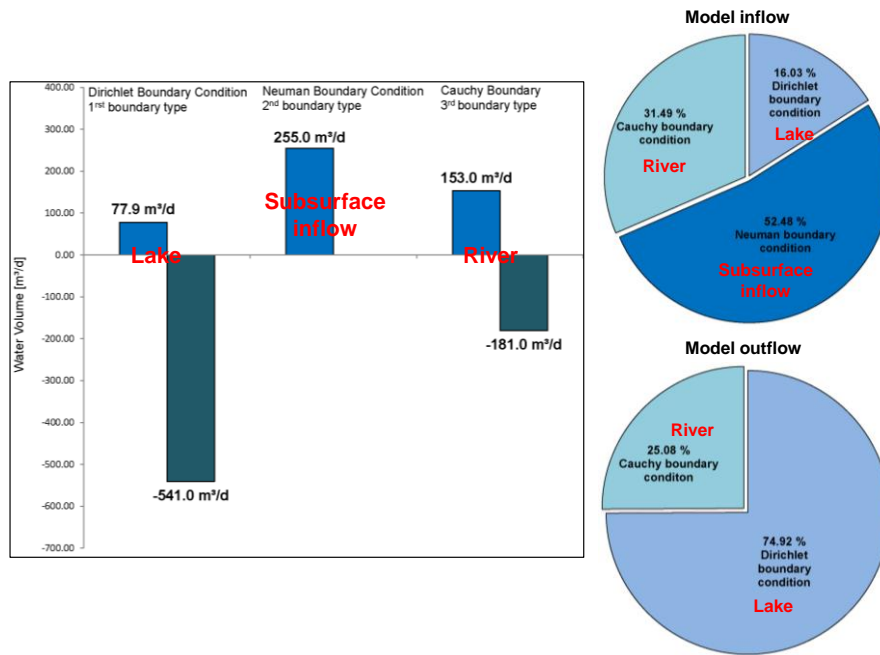 Dirichlet Boundary Condition
1ʳˢᵗ boundary type
Neuman Boundary Condition
2ⁿᵈ boundary type
Cauchy Boundary
3ʳᵈ boundary type
Water Volume [m³/d]
400.00
300.00
200.00
100.00
0.00
-100.00
-200.00
-300.00
-400.00
-500.00
-600.00
-700.00
77.9 m³/d
Lake
-541.0 m³/d
255.0 m³/d
Subsurface
inflow
153.0 m³/d
River
-181.0 m³/d
Model inflow
16.03 %
Dirichlet
boundary
condition
Lake
31.49 %
Cauchy boundary
condition
River
52.48 %
Neuman boundary
condition
Subsurface
inflow
Model outflow
River
25.08 %
Cauchy boundary
conditon
74.92 %
Dirichlet
boundary
condition
Lake